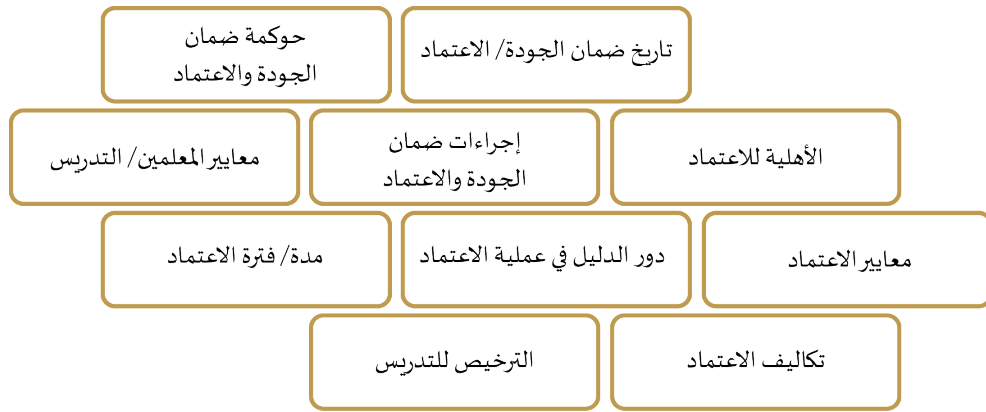 تاريخ ضمان الجودة/ الاعتماد
حوكمة ضمان
الجودة والاعتماد
الأهلية للاعتماد
إجراءات ضمان
الجودة والاعتماد
معايير المعلمين/ التدريس
معايير الاعتماد
دور الدليل في عملية الاعتماد
مدة/ فترة الاعتماد
تكاليف الاعتماد
الترخيص للتدريس